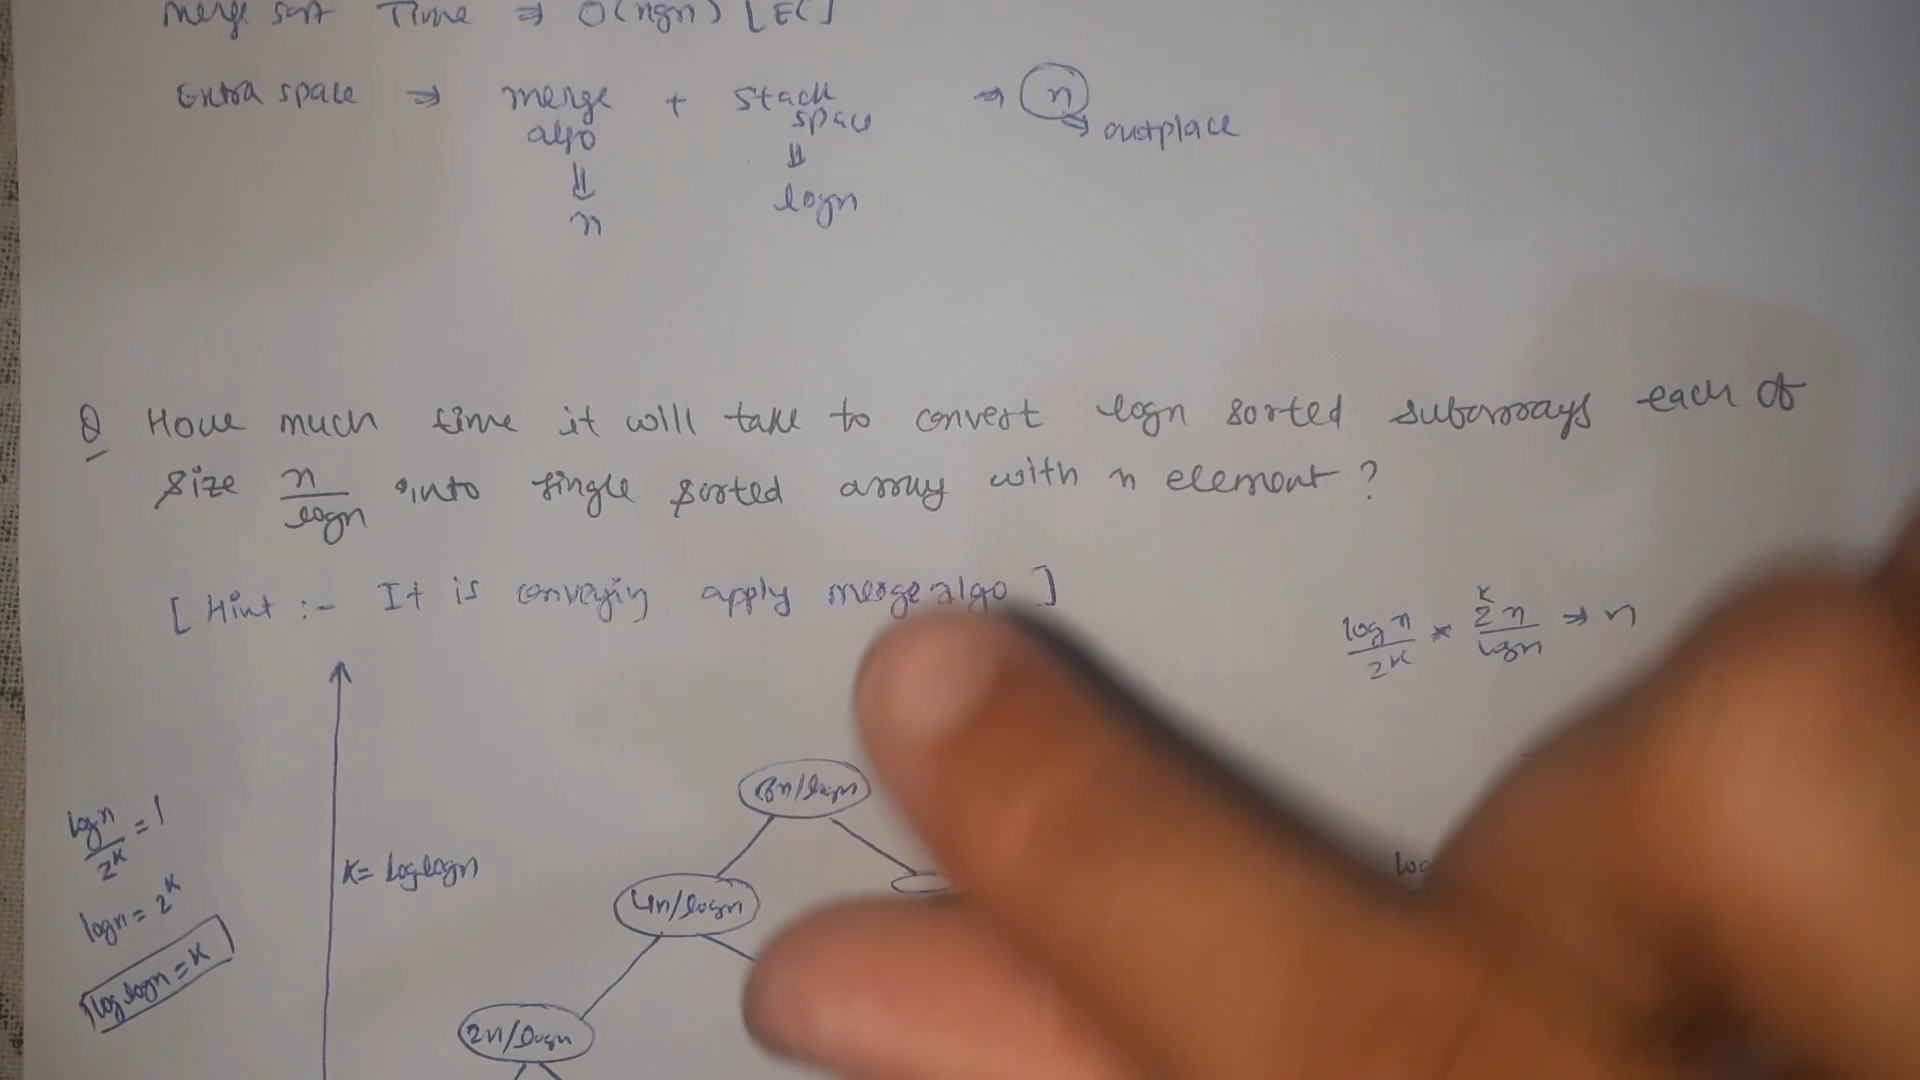 merge sort Time ⇒ O(nlgn) [EC]
Extra space ⇒ merge algo + stack space ⇒ n
⇒ outplace
⇓ ⇓
n logn
Q How much time it will take to convert logn sorted subarrays each of
size n/logn into single sorted array with n element?
[Hint :- It is conveying apply merge algo]
logn/2^K * 2^K n/logn ⇒ n
8n/logn
logn/2^K = 1
K = loglogn
4n/logn
log
logn = 2^K
loglogn = K
2n/logn